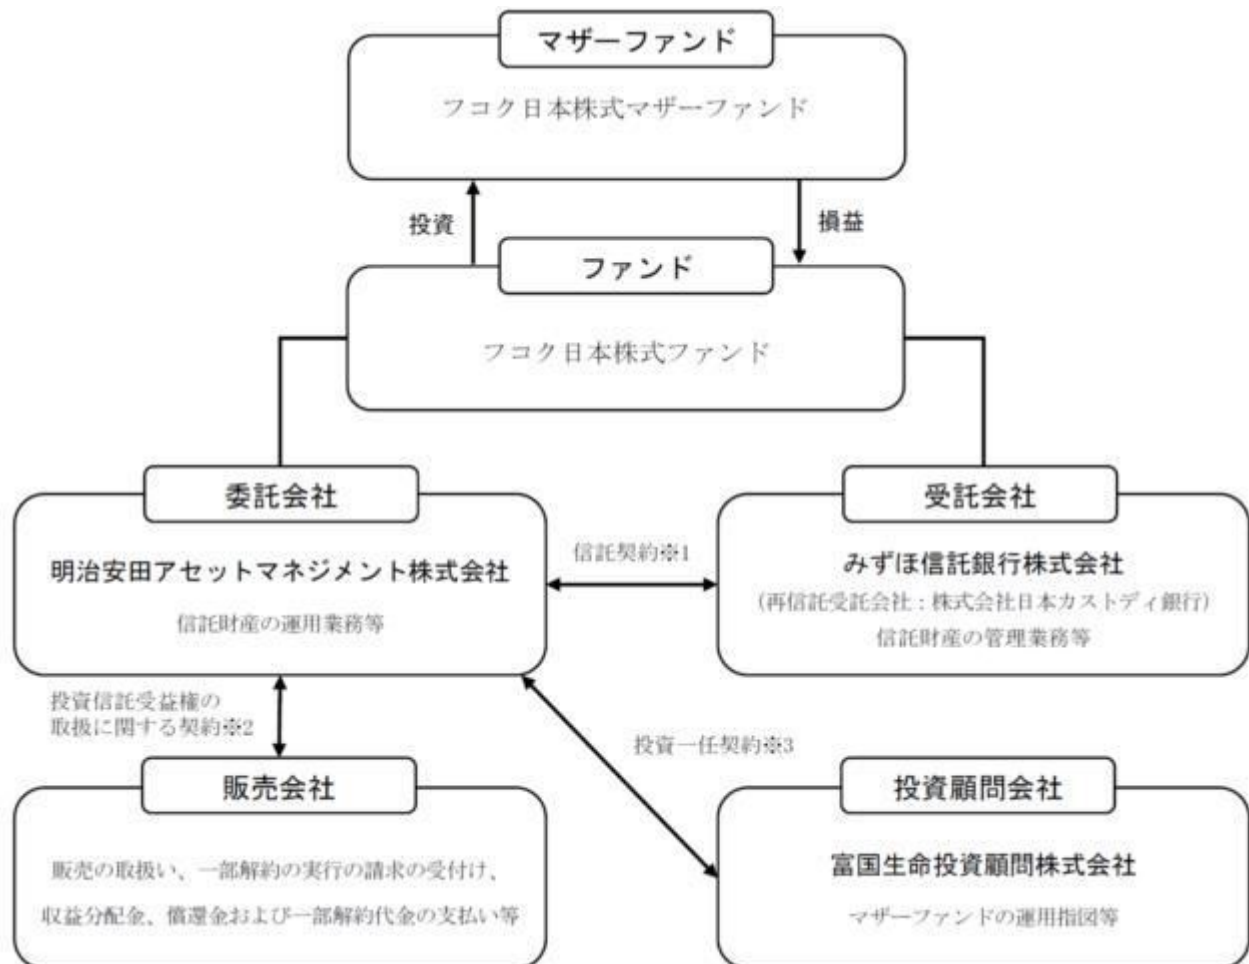 マザーファンド
フコク日本株式マザーファンド
投資
損益
ファンド
フコク日本株式ファンド
委託会社
明治安田アセットマネジメント株式会社
信託財産の運用業務等
信託契約※1
受託会社
みずほ信託銀行株式会社
(再信託受託会社:株式会社日本カストディ銀行)
信託財産の管理業務等
投資信託受益権の
取扱に関する契約※2
投資一任契約※3
販売会社
販売の取扱い、一部解約の実行の請求の受付け、
収益分配金、償還金および一部解約代金の支払い等
投資顧問会社
富国生命投資顧問株式会社
マザーファンドの運用指図等